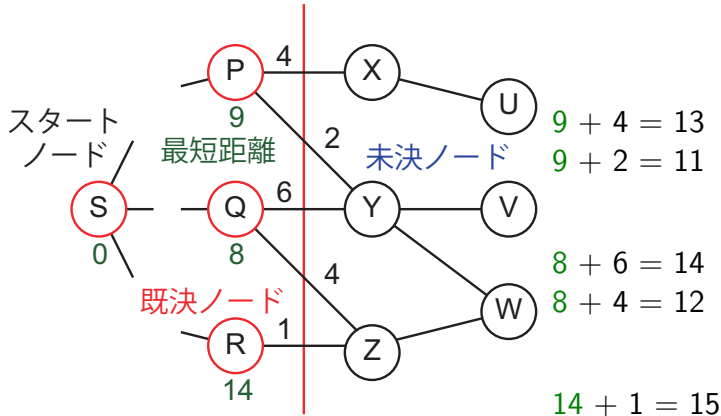 P
4
X
U
9
2
スタート
ノード
最短距離
未決ノード
9 + 4 = 13
9 + 2 = 11
S
0
Q
6
Y
V
8
4
8 + 6 = 14
8 + 4 = 12
既決ノード
W
R
1
Z
14
14 + 1 = 15